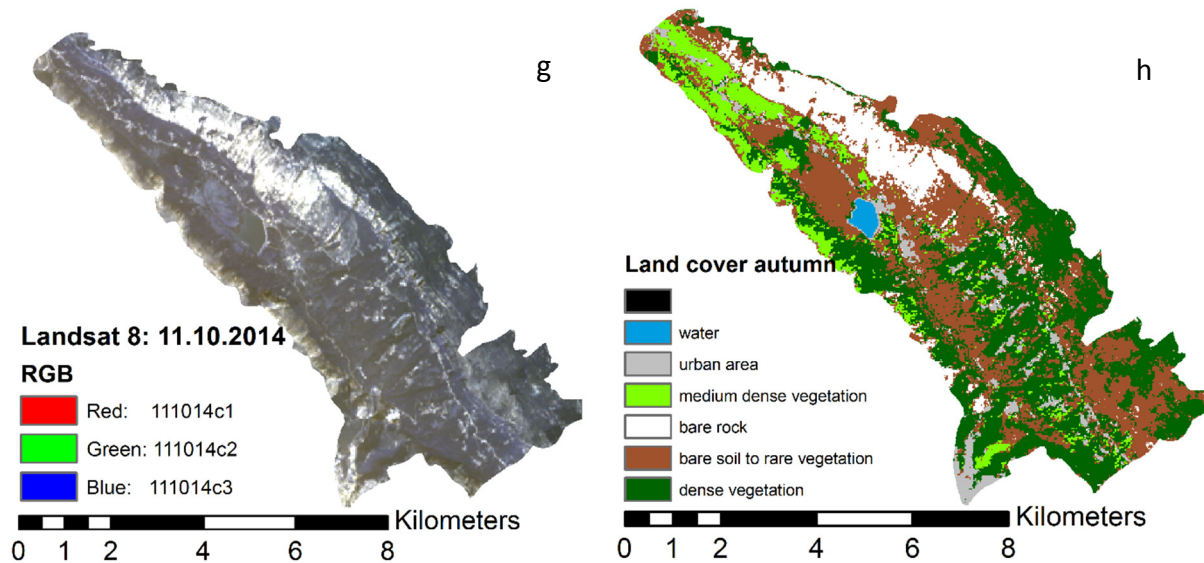 g
Landsat 8: 11.10.2014
RGB
Red: 111014c1
Green: 111014c2
Blue: 111014c3
Kilometers
0 1 2 4 6 8
h
Land cover autumn
water
urban area
medium dense vegetation
bare rock
bare soil to rare vegetation
dense vegetation
Kilometers
0 1 2 4 6 8